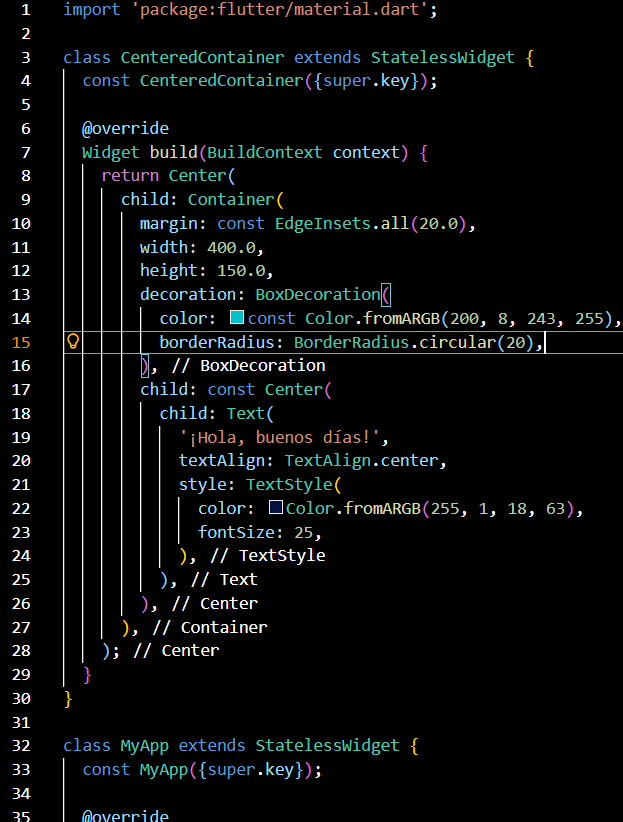 1 import 'package:flutter/material.dart';
2
3 class CenteredContainer extends StatelessWidget {
4   const CenteredContainer({super.key});
5
6   @override
7   Widget build(BuildContext context) {
8     return Center(
9       child: Container(
10         margin: const EdgeInsets.all(20.0),
11         width: 400.0,
12         height: 150.0,
13         decoration: BoxDecoration(
14           color: const Color.fromARGB(200, 8, 243, 255),
15           borderRadius: BorderRadius.circular(20),
16         ), // BoxDecoration
17         child: const Center(
18           child: Text(
19             '¡Hola, buenos días!',
20             textAlign: TextAlign.center,
21             style: TextStyle(
22               color: Color.fromARGB(255, 1, 18, 63),
23               fontSize: 25,
24             ), // TextStyle
25           ), // Text
26         ), // Center
27       ), // Container
28     ); // Center
29   }
30 }
31
32 class MyApp extends StatelessWidget {
33   const MyApp({super.key});
34
35   @override